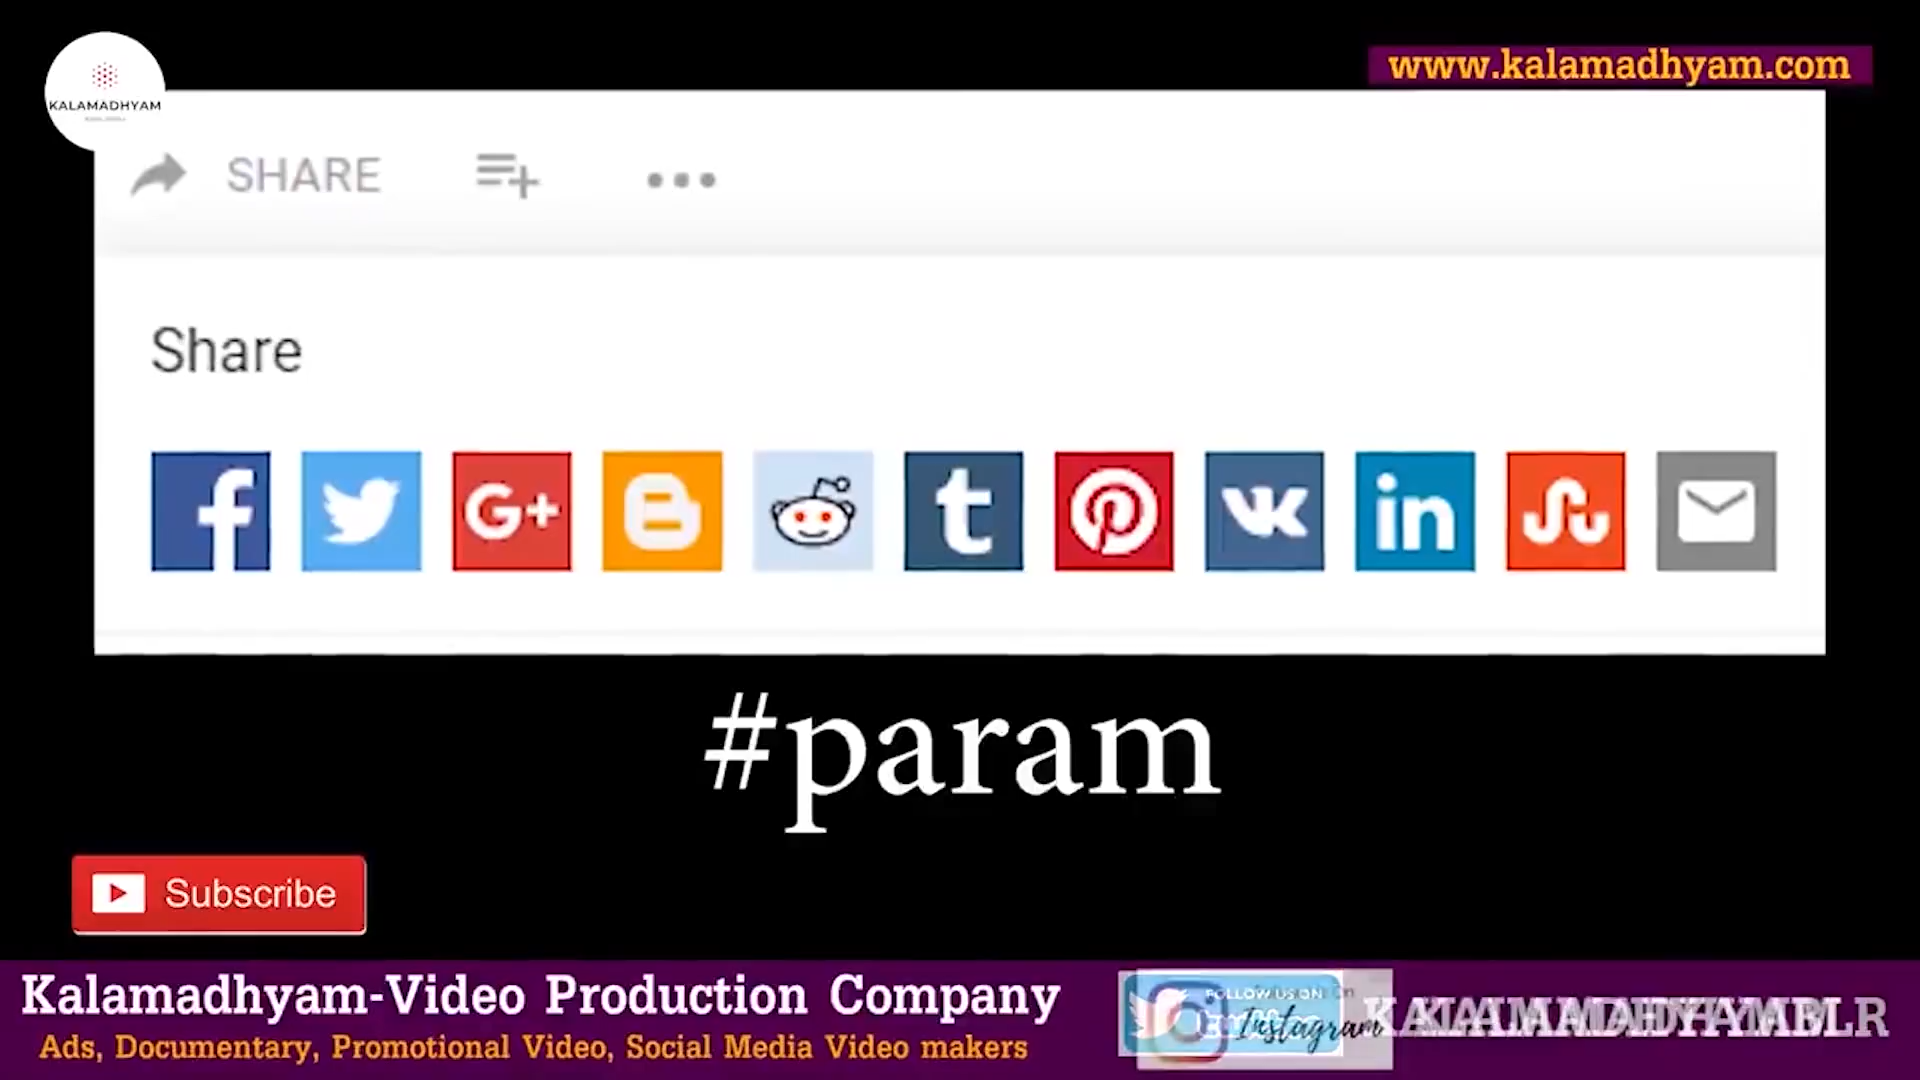 www.kalamadhyam.com
KALAMADHYAM
SHARE
Share
#param
Subscribe
Kalamadhyam-Video Production Company
Ads, Documentary, Promotional Video, Social Media Video makers
FOLLOW US ON
Instagram